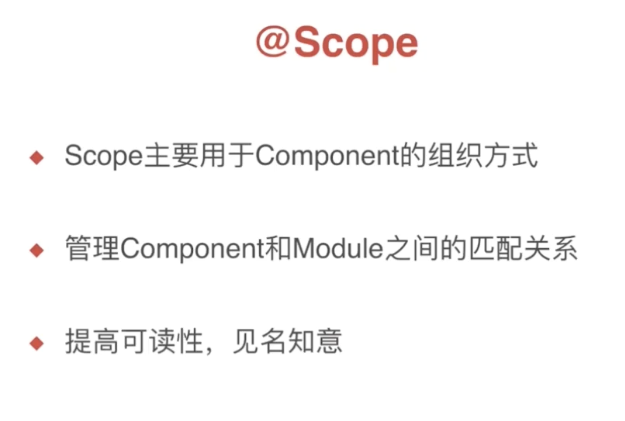 @Scope
Scope主要用于Component的组织方式
管理Component和Module之间的匹配关系
提高可读性，见名知意